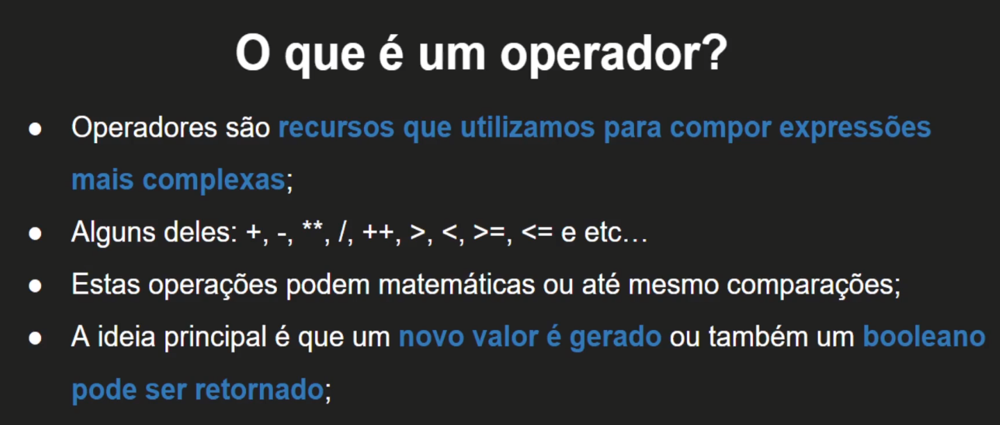 O que é um operador?
● Operadores são recursos que utilizamos para compor expressões
mais complexas;
● Alguns deles: +, -, **, /, ++, >, <, >=, <= e etc…
● Estas operações podem matemáticas ou até mesmo comparações;
● A ideia principal é que um novo valor é gerado ou também um booleano
pode ser retornado;